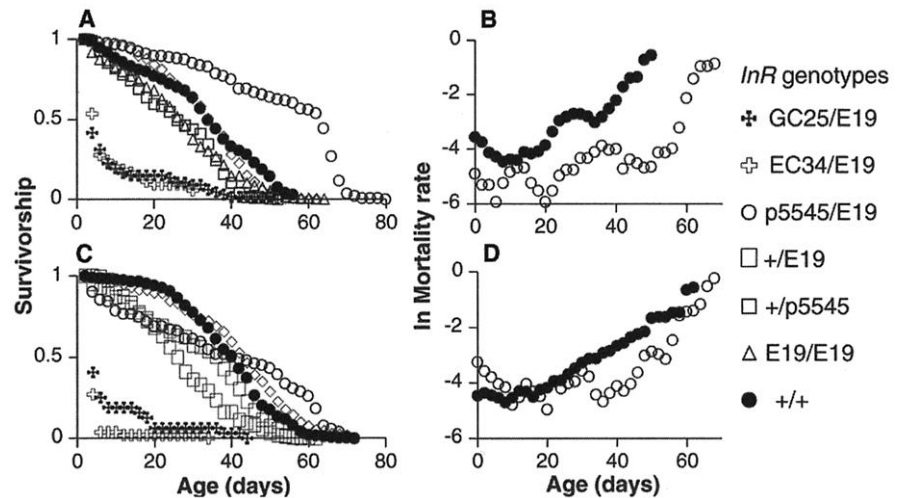 A
B
1
0.5
0
0
20
40
60
80
0
-2
-4
-6
0
20
40
60
InR genotypes
GC25/E19
EC34/E19
p5545/E19
+/E19
+/p5545
E19/E19
+/+
Survivorship
ln Mortality rate
C
D
1
0.5
0
0
20
40
60
80
Age (days)
0
-2
-4
-6
0
20
40
60
Age (days)